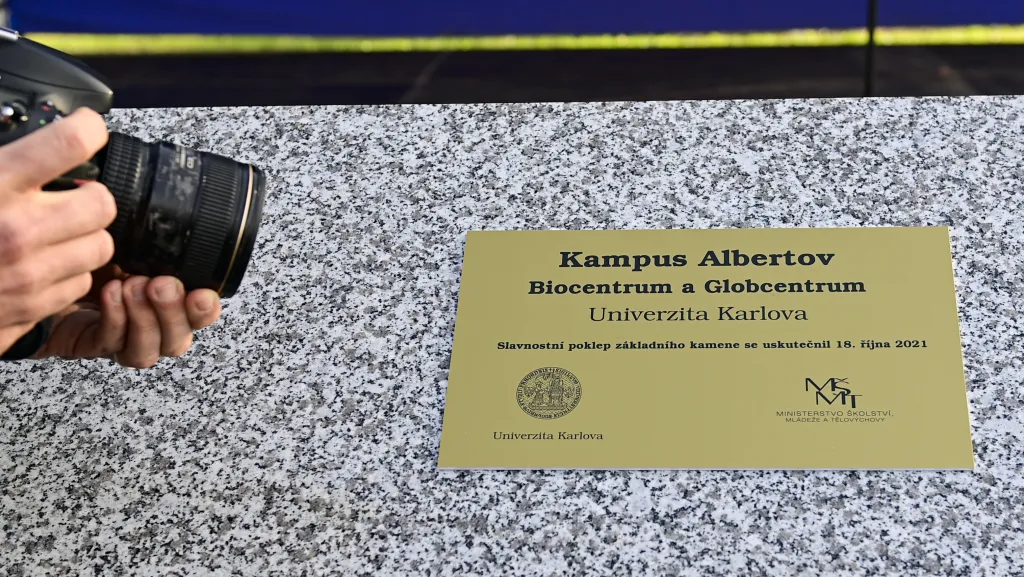 Kampus Albertov
Biocentrum a Globcentrum
Univerzita Karlova
Slavnostní poklep základního kamene se uskutečnil 18. října 2021
MŠMT
MINISTERSTVO ŠKOLSTVÍ,
MLÁDEŽE A TĚLOVÝCHOVY
Univerzita Karlova